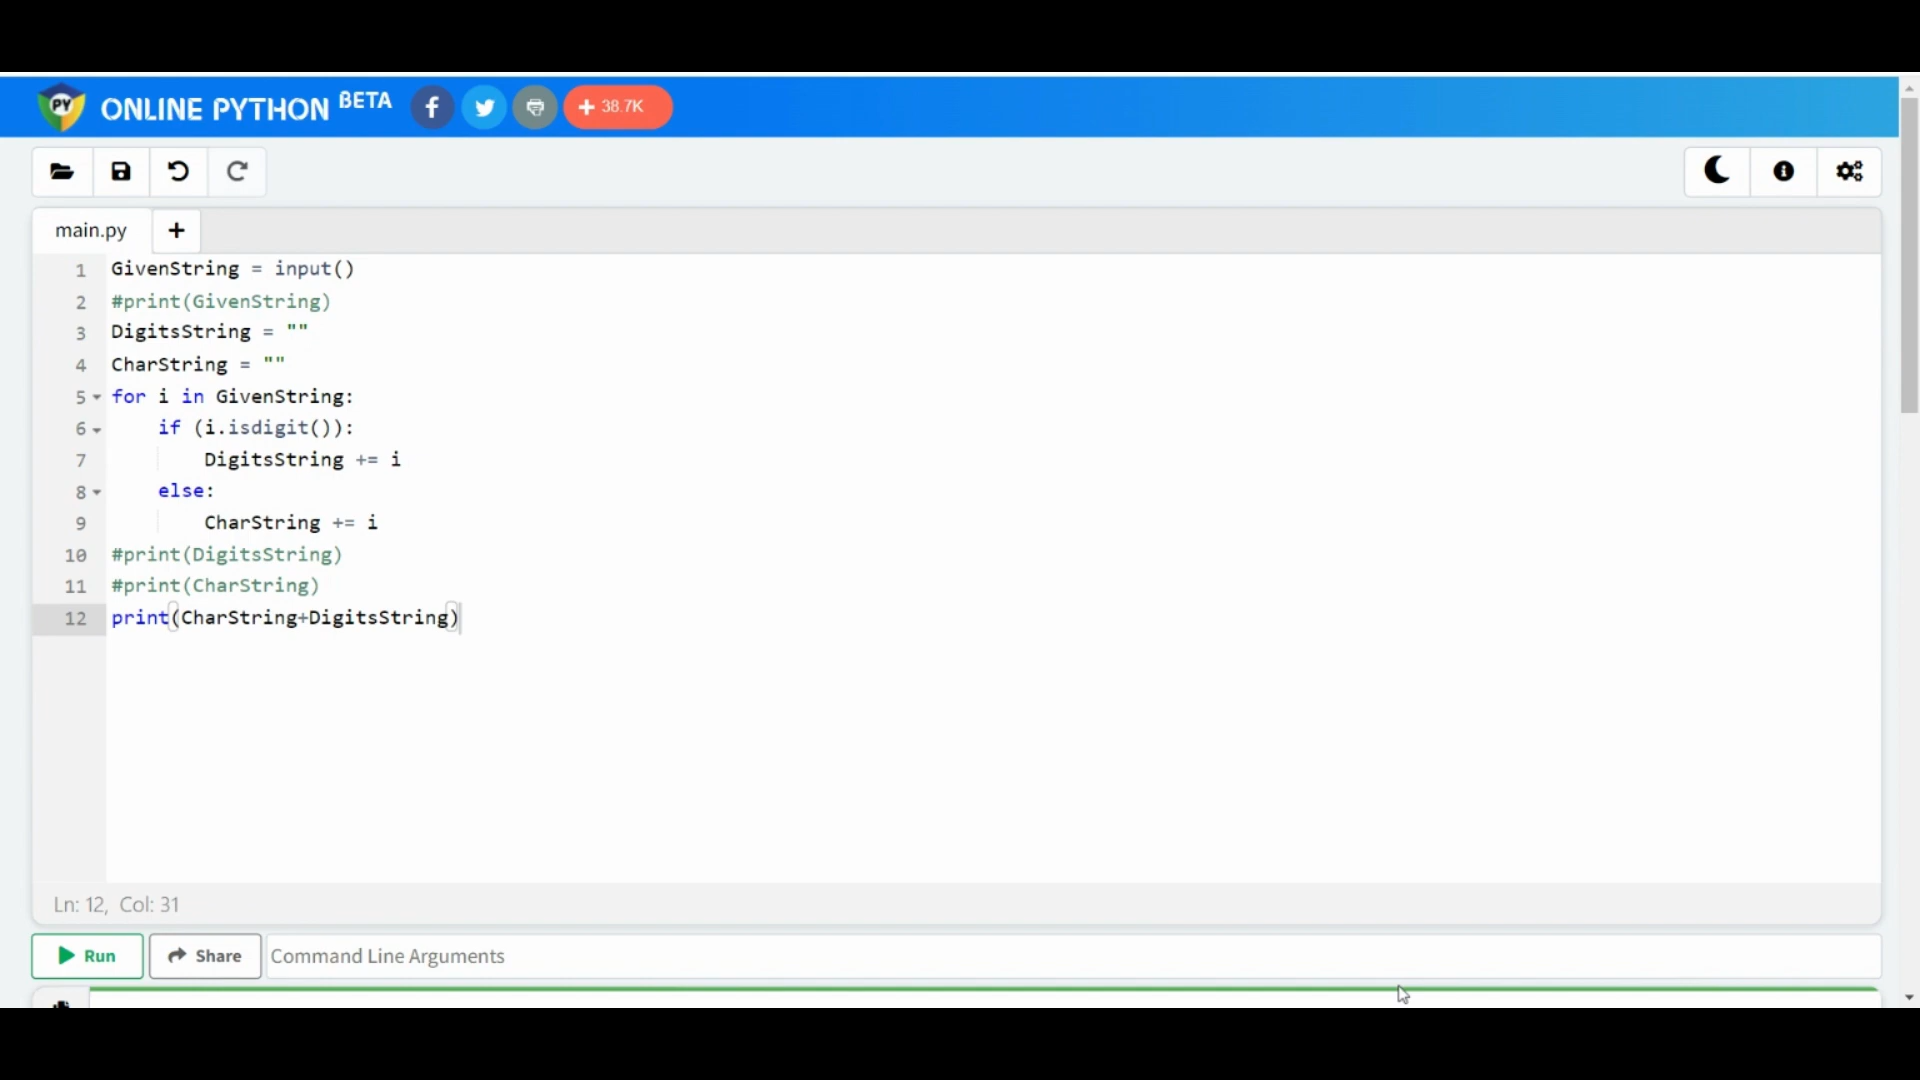 PY ONLINE PYTHON BETA f + 38.7K
main.py +
1 GivenString = input()
2 #print(GivenString)
3 DigitsString = ""
4 CharString = ""
5 for i in GivenString:
6 if (i.isdigit()):
7 DigitsString += i
8 else:
9 CharString += i
10 #print(DigitsString)
11 #print(CharString)
12 print(CharString+DigitsString)
Ln: 12, Col: 31
Run Share Command Line Arguments